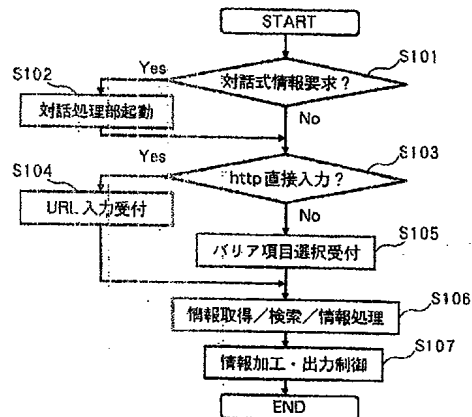 START
S101
対話式情報要求？
Yes
S102
対話処理部起動
No
S103
http直接入力？
Yes
S104
URL入力受付
No
S105
バリア項目選択受付
S106
情報取得／検索／情報処理
S107
情報加工・出力制御
END